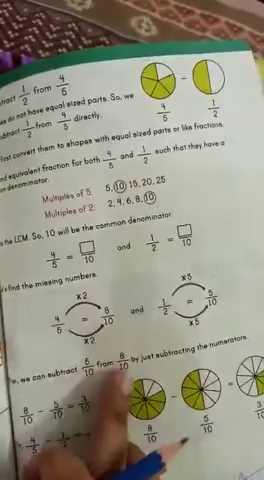 tract 1/2 from 4/5
es do not have equal sized parts. So, we
subtract 1/2 from 4/5 directly.
4/5 - 1/2
First convert them to shapes with equal sized parts or like fractions.
nd equivalent fraction for both 4/5 and 1/2 such that they have a
on denominator.
Multiples of 5: 5, 10, 15, 20, 25
Multiples of 2: 2, 4, 6, 8, 10
s the LCM. So, 10 will be the common denominator.
4/5 = □/10 and 1/2 = □/10
s find the missing numbers.
×2 ×5
4/5 = 8/10 and 1/2 = 5/10
×2 ×5
e, we can subtract 5/10 from 8/10 by just subtracting the numerators.
8/10 - 5/10 = 3/10
8/10 - 5/10 = 3/10
4/5 - 1/2 =